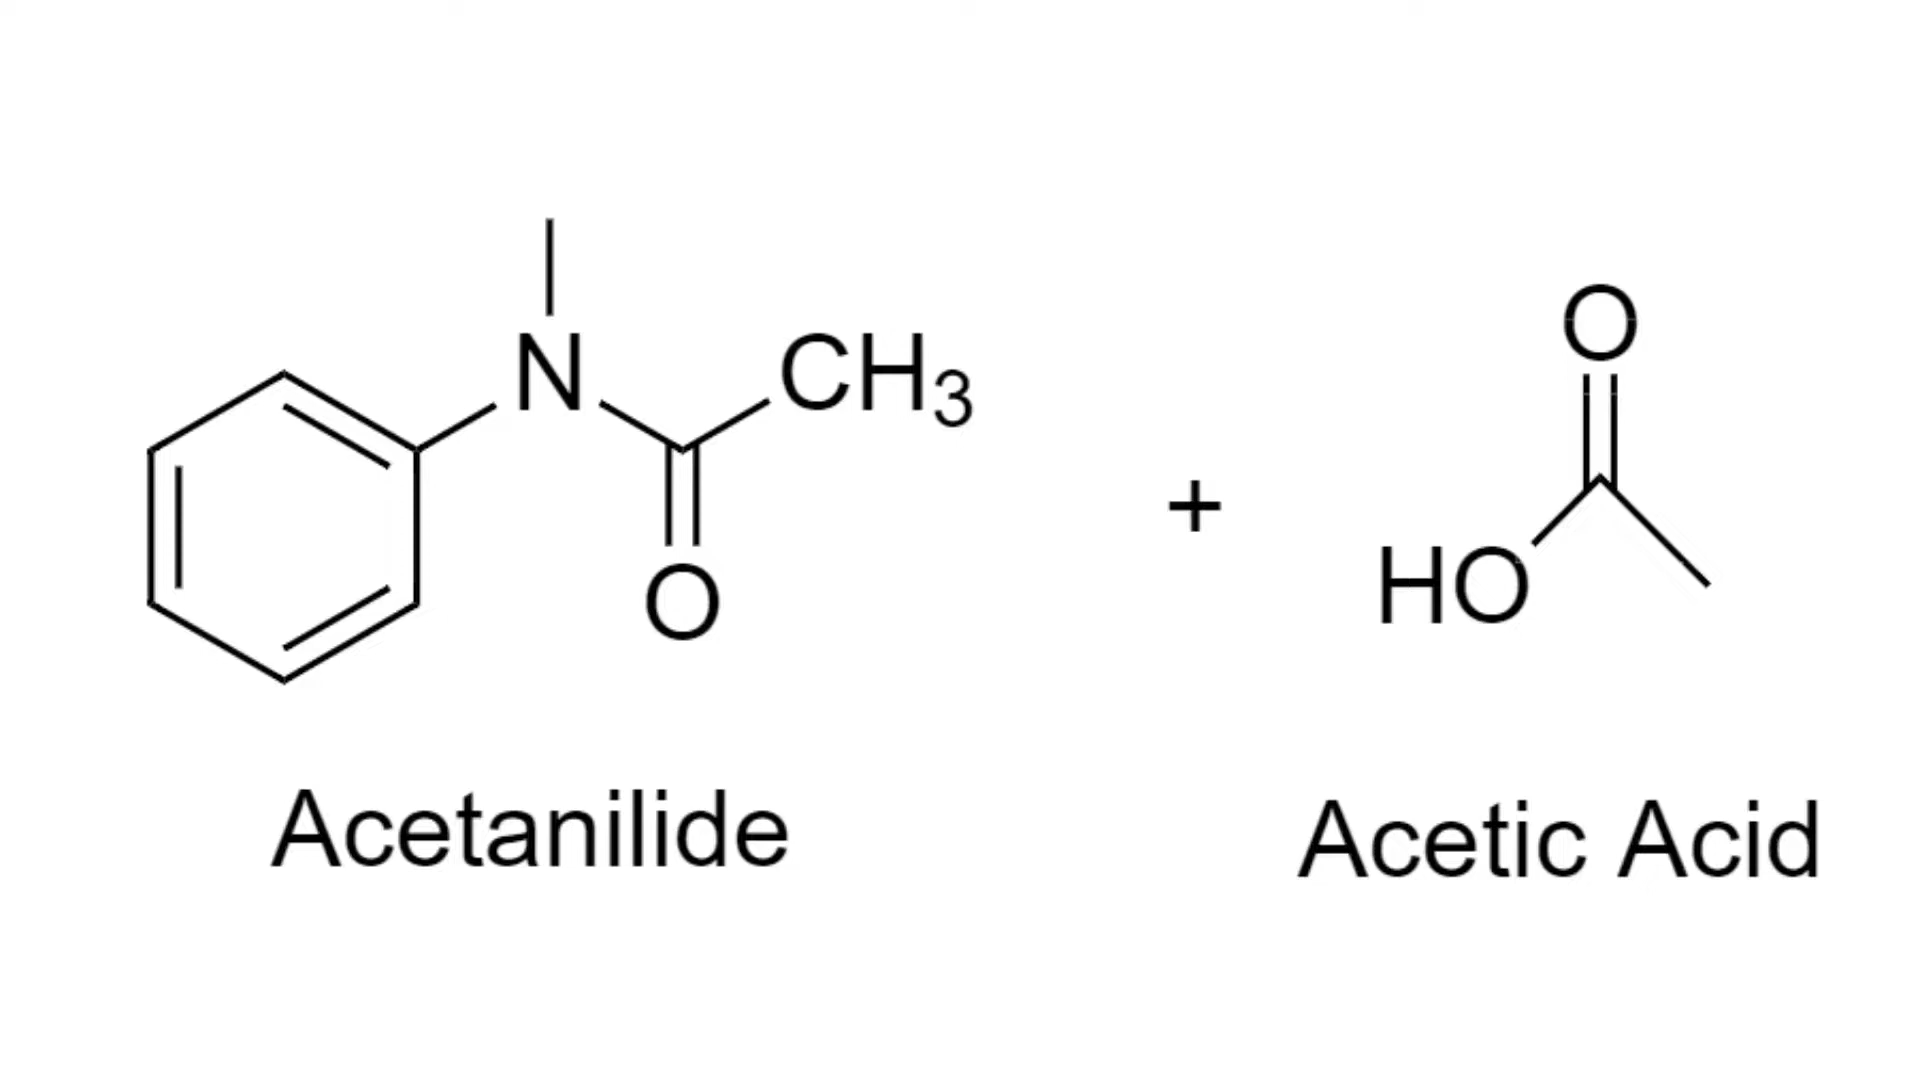 N
CH3
O
+
O
HO
Acetanilide
Acetic Acid